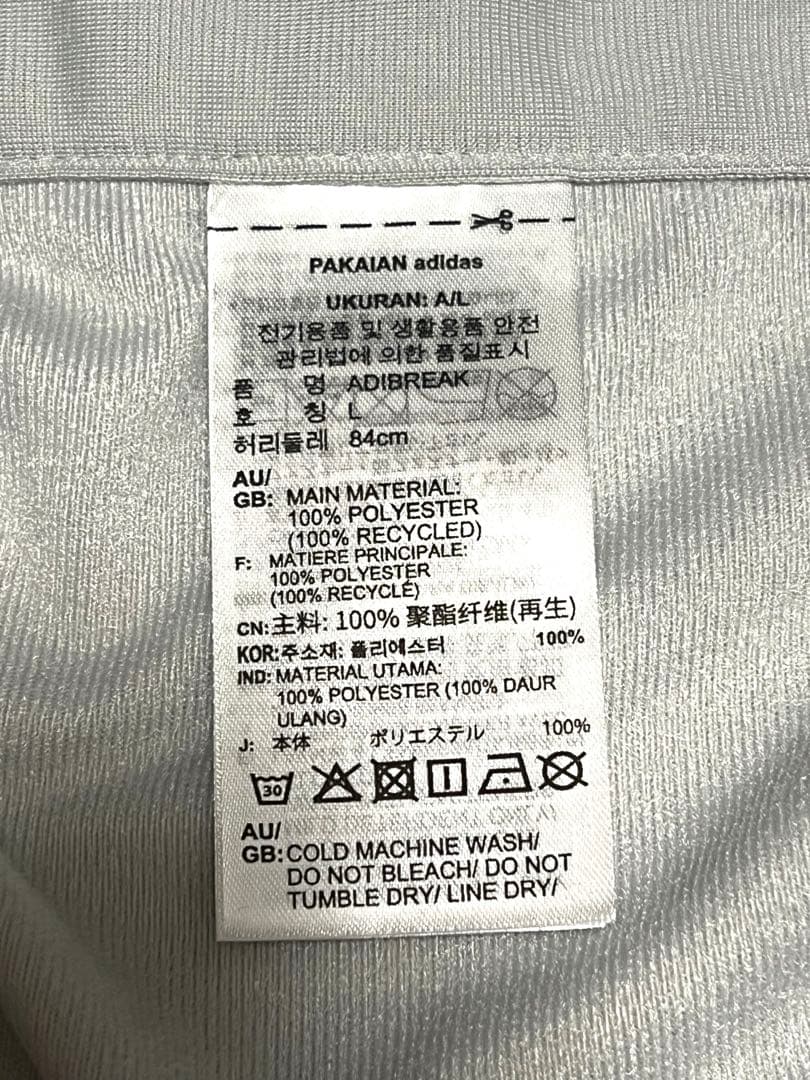 PAKAIAN adidas
UKURAN: A/L
전기용품 및 생활용품 안전
관리법에 의한 품질표시
품 명 ADIBREAK
호 칭 L
허리둘레 84cm
AU/
GB: MAIN MATERIAL:
100% POLYESTER
(100% RECYCLED)
F: MATIERE PRINCIPALE:
100% POLYESTER
(100% RECYCLÉ)
CN:主料: 100% 聚酯纤维(再生)
KOR:주소재: 폴리에스터 100%
IND: MATERIAL UTAMA:
100% POLYESTER (100% DAUR
ULANG)
J: 本体 ポリエステル 100%
30
AU/
GB: COLD MACHINE WASH/
DO NOT BLEACH/ DO NOT
TUMBLE DRY/ LINE DRY/